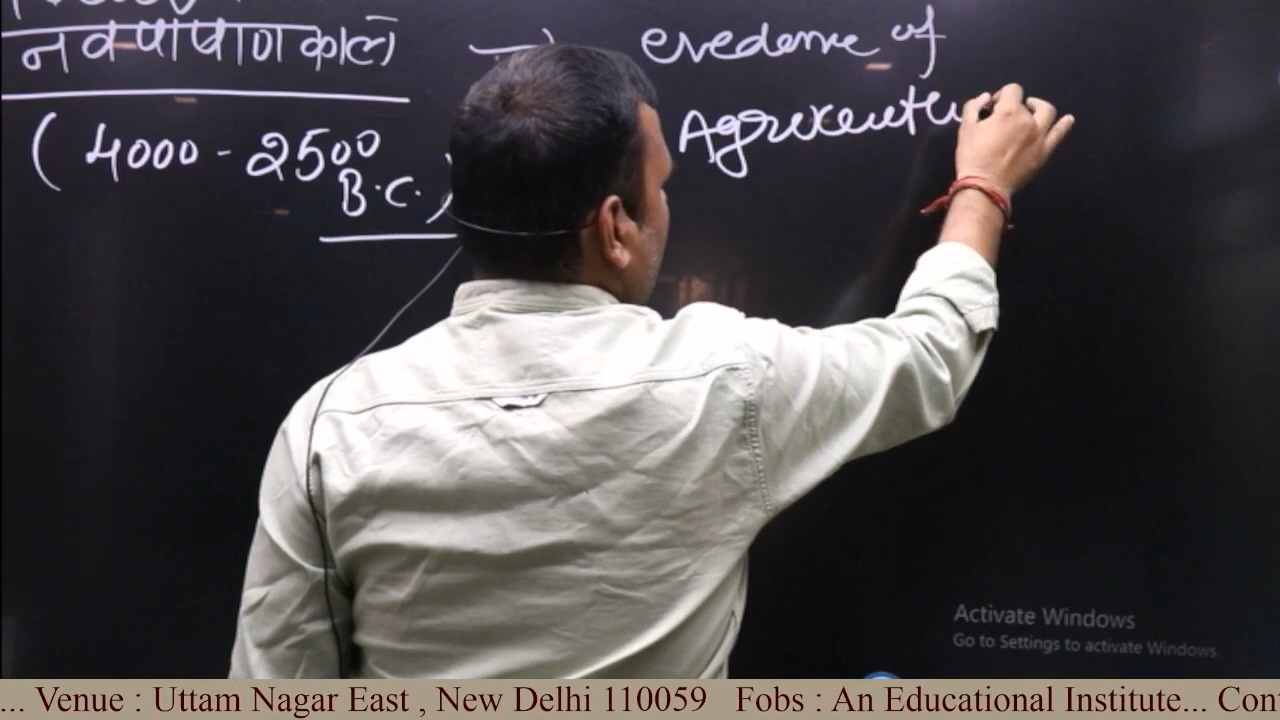 नवपाषाण काल → evedence of
(4000 - 2500 B.C.)
Activate Windows
Go to Settings to activate Windows.
... Venue : Uttam Nagar East , New Delhi 110059 Fobs : An Educational Institute... Con